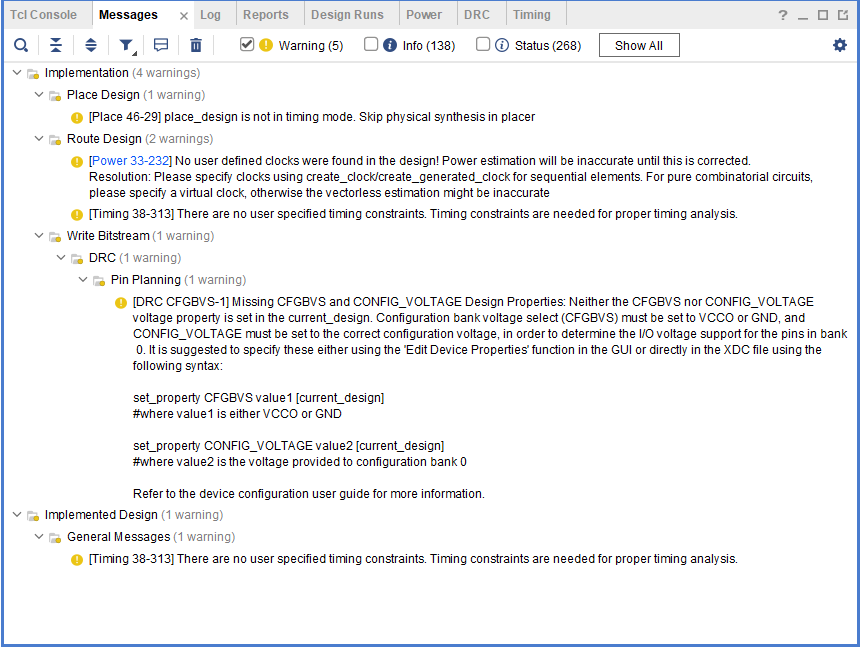 Tcl Console Messages × Log Reports Design Runs Power DRC Timing ? _
Warning (5) Info (138) Status (268) Show All
Implementation (4 warnings)
Place Design (1 warning)
[Place 46-29] place_design is not in timing mode. Skip physical synthesis in placer
Route Design (2 warnings)
[Power 33-232] No user defined clocks were found in the design! Power estimation will be inaccurate until this is corrected.
Resolution: Please specify clocks using create_clock/create_generated_clock for sequential elements. For pure combinatorial circuits,
please specify a virtual clock, otherwise the vectorless estimation might be inaccurate
[Timing 38-313] There are no user specified timing constraints. Timing constraints are needed for proper timing analysis.
Write Bitstream (1 warning)
DRC (1 warning)
Pin Planning (1 warning)
[DRC CFGBVS-1] Missing CFGBVS and CONFIG_VOLTAGE Design Properties: Neither the CFGBVS nor CONFIG_VOLTAGE
voltage property is set in the current_design. Configuration bank voltage select (CFGBVS) must be set to VCCO or GND, and
CONFIG_VOLTAGE must be set to the correct configuration voltage, in order to determine the I/O voltage support for the pins in bank
0. It is suggested to specify these either using the 'Edit Device Properties' function in the GUI or directly in the XDC file using the
following syntax:
set_property CFGBVS value1 [current_design]
#where value1 is either VCCO or GND
set_property CONFIG_VOLTAGE value2 [current_design]
#where value2 is the voltage provided to configuration bank 0
Refer to the device configuration user guide for more information.
Implemented Design (1 warning)
General Messages (1 warning)
[Timing 38-313] There are no user specified timing constraints. Timing constraints are needed for proper timing analysis.